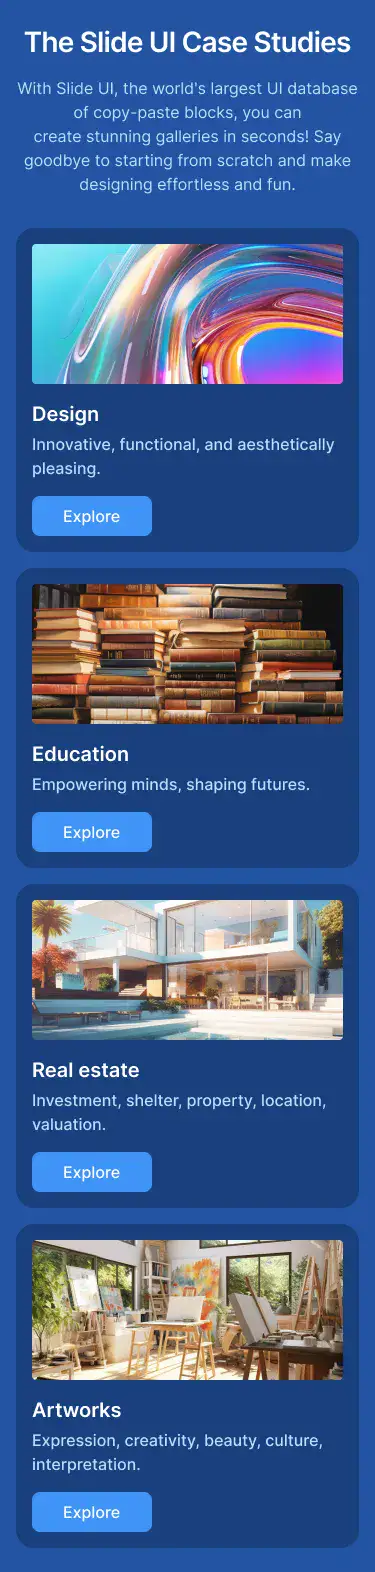 The Slide UI Case Studies
With Slide UI, the world's largest UI database
of copy-paste blocks, you can
create stunning galleries in seconds! Say
goodbye to starting from scratch and make
designing effortless and fun.
Design
Innovative, functional, and aesthetically
pleasing.
Explore
Education
Empowering minds, shaping futures.
Explore
Real estate
Investment, shelter, property, location,
valuation.
Explore
Artworks
Expression, creativity, beauty, culture,
interpretation.
Explore